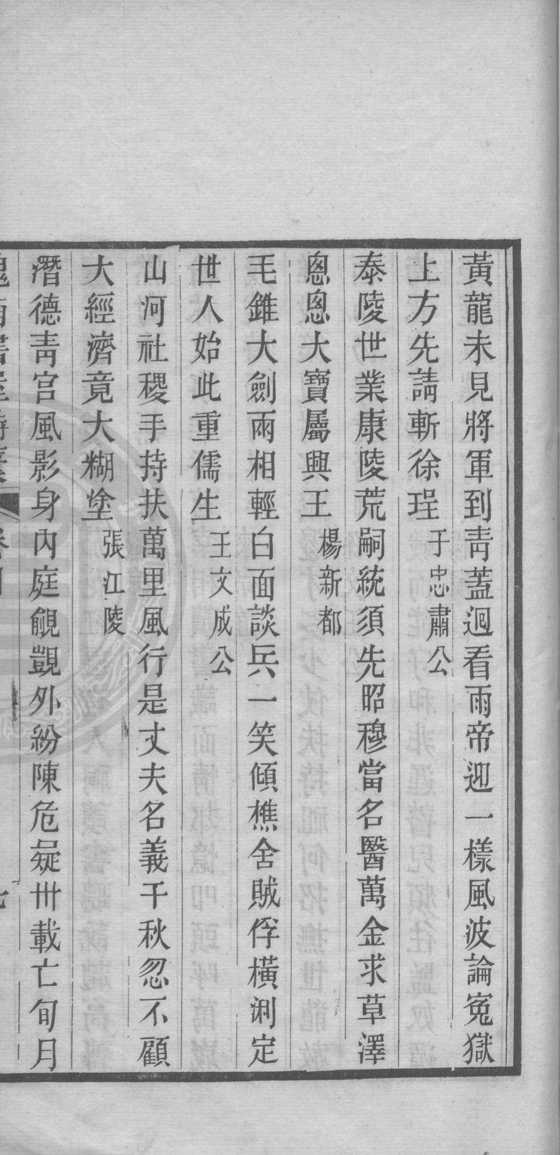 黃龍未見將軍到靑蓋迴看兩帝迎一樣風波論冤獄
上方先請斬徐珵　于忠肅公
泰陵世業康陵荒嗣統須先昭穆當名醫萬金求草澤
悤悤大寶屬興王　楊新都
毛錐大劍兩相輕白面談兵一笑傾樵舍賊俘橫浰定
世人始此重儒生　王文成公
山河社稷手持扶萬里風行是丈夫名義千秋忽不顧
大經濟竟大糊塗　張江陵
潛德靑宮風影身內庭覦覬外紛陳危疑卅載亡旬月